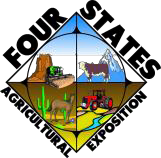 FOUR STATES
AGRICULTURAL EXPOSITION